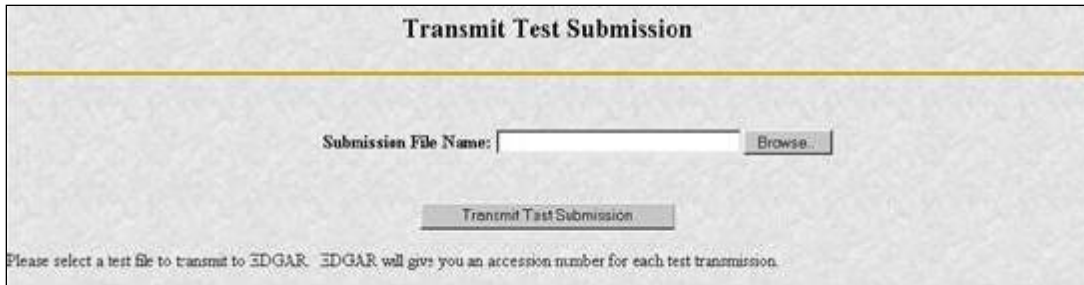 Transmit Test Submission
Submission File Name: Browse..
Transmit Test Submission
Please select a test file to transmit to EDGAR. EDGAR will give you an accession number for each test transmission.